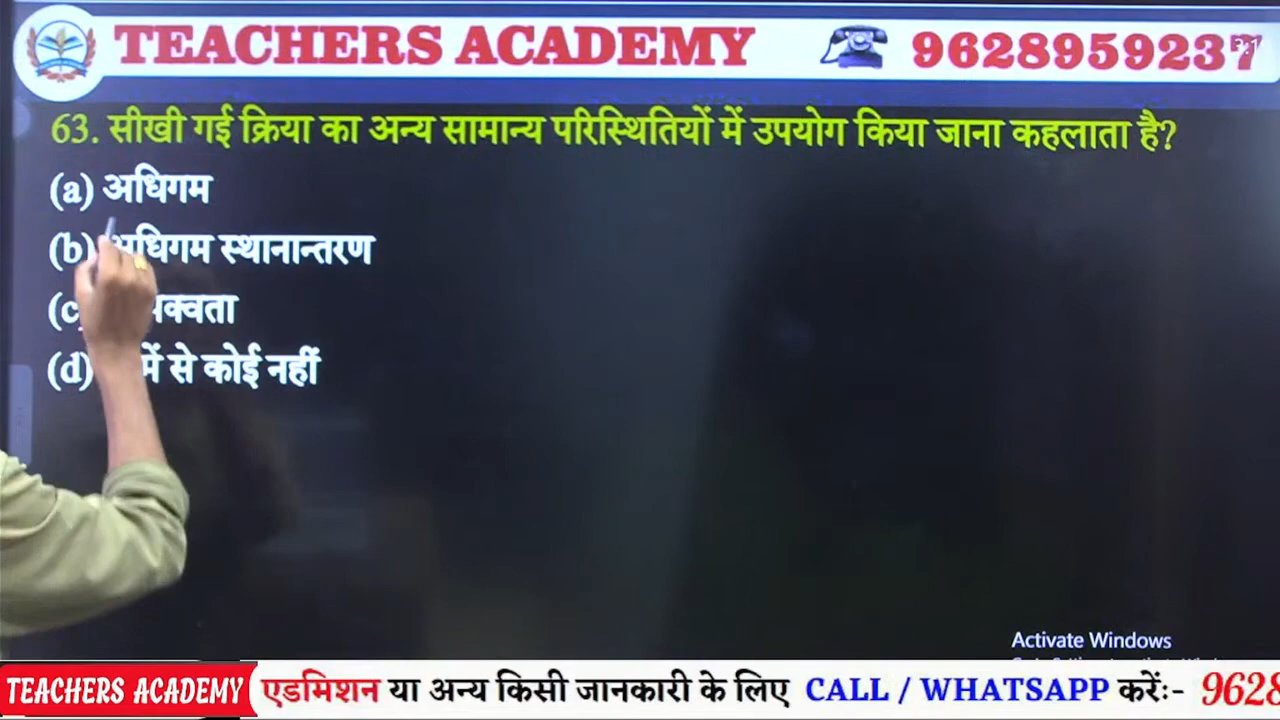 TEACHERS ACADEMY
9628959237
63. सीखी गई क्रिया का अन्य सामान्य परिस्थितियों में उपयोग किया जाना कहलाता है?
(a) अधिगम
(b) अधिगम स्थानान्तरण
(c)
(d) में से कोई नहीं
Activate Windows
TEACHERS ACADEMY एडमिशन या अन्य किसी जानकारी के लिए CALL / WHATSAPP करेंः- 9628